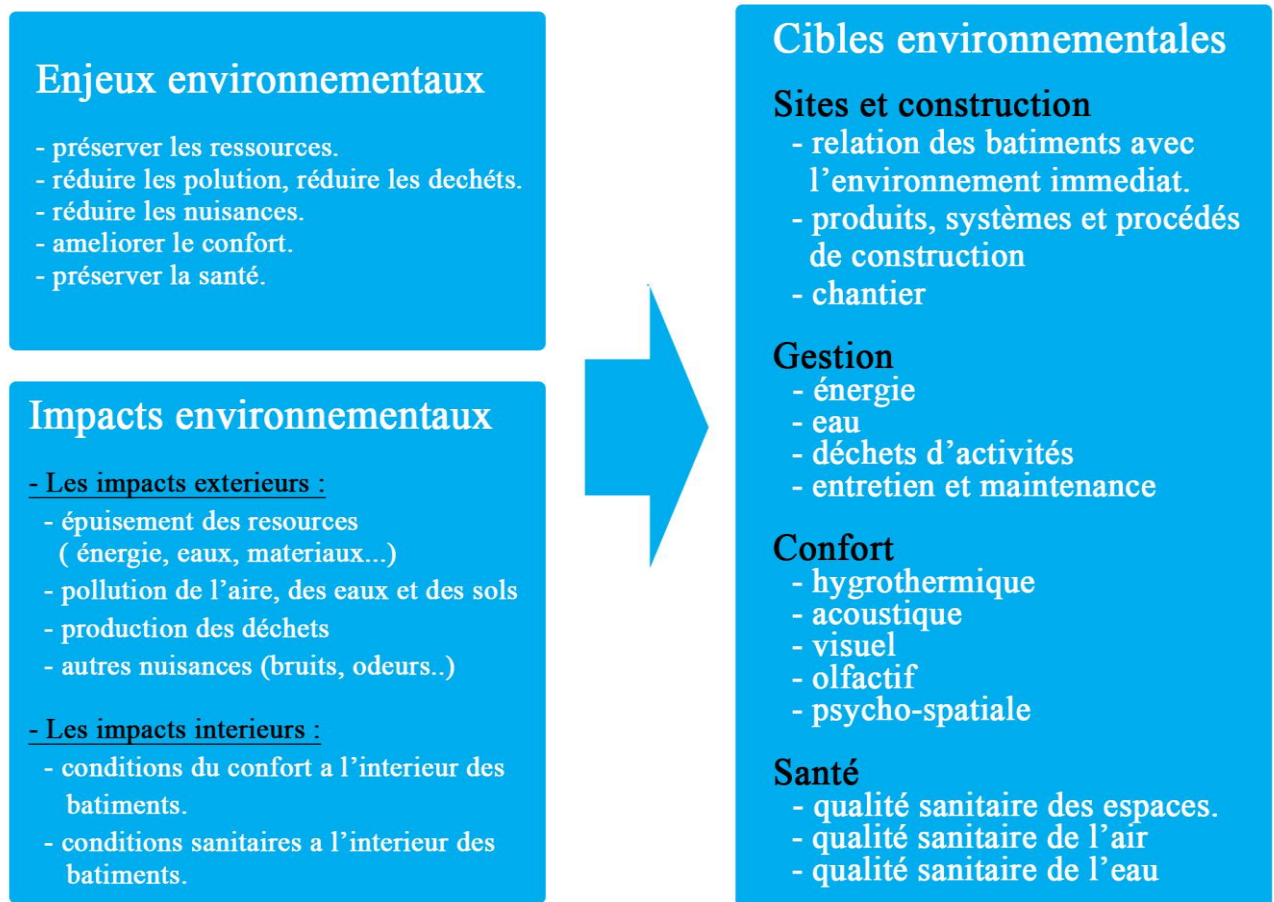 Enjeux environnementaux
- préserver les ressources.
- réduire les polution, réduire les dechéts.
- réduire les nuisances.
- ameliorer le confort.
- préserver la santé.
Impacts environnementaux
- Les impacts exterieurs :
- épuisement des resources
( énergie, eaux, materiaux...)
- pollution de l’aire, des eaux et des sols
- production des déchets
- autres nuisances (bruits, odeurs..)
- Les impacts interieurs :
- conditions du confort a l’interieur des
batiments.
- conditions sanitaires a l’interieur des
batiments.
Cibles environnementales
Sites et construction
- relation des batiments avec
l’environnement immediat.
- produits, systèmes et procédés
de construction
- chantier
Gestion
- énergie
- eau
- déchets d’activités
- entretien et maintenance
Confort
- hygrothermique
- acoustique
- visuel
- olfactif
- psycho-spatiale
Santé
- qualité sanitaire des espaces.
- qualité sanitaire de l’air
- qualité sanitaire de l’eau